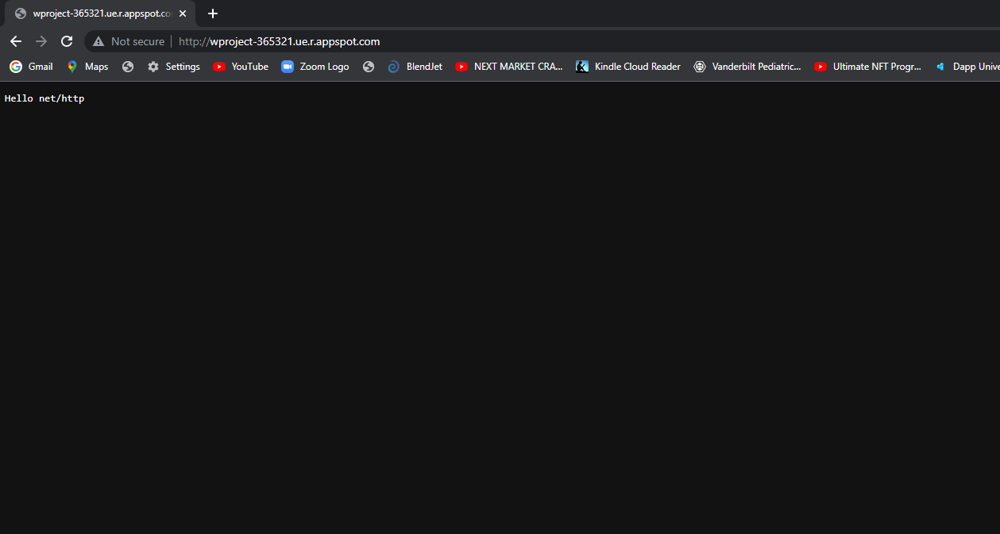 wproject-365321.ue.r.appspot.co
Not secure http://wproject-365321.ue.r.appspot.com
Gmail Maps Settings YouTube Zoom Logo BlendJet NEXT MARKET CRA... Kindle Cloud Reader Vanderbilt Pediatric... Ultimate NFT Progr... Dapp Unive
Hello net/http